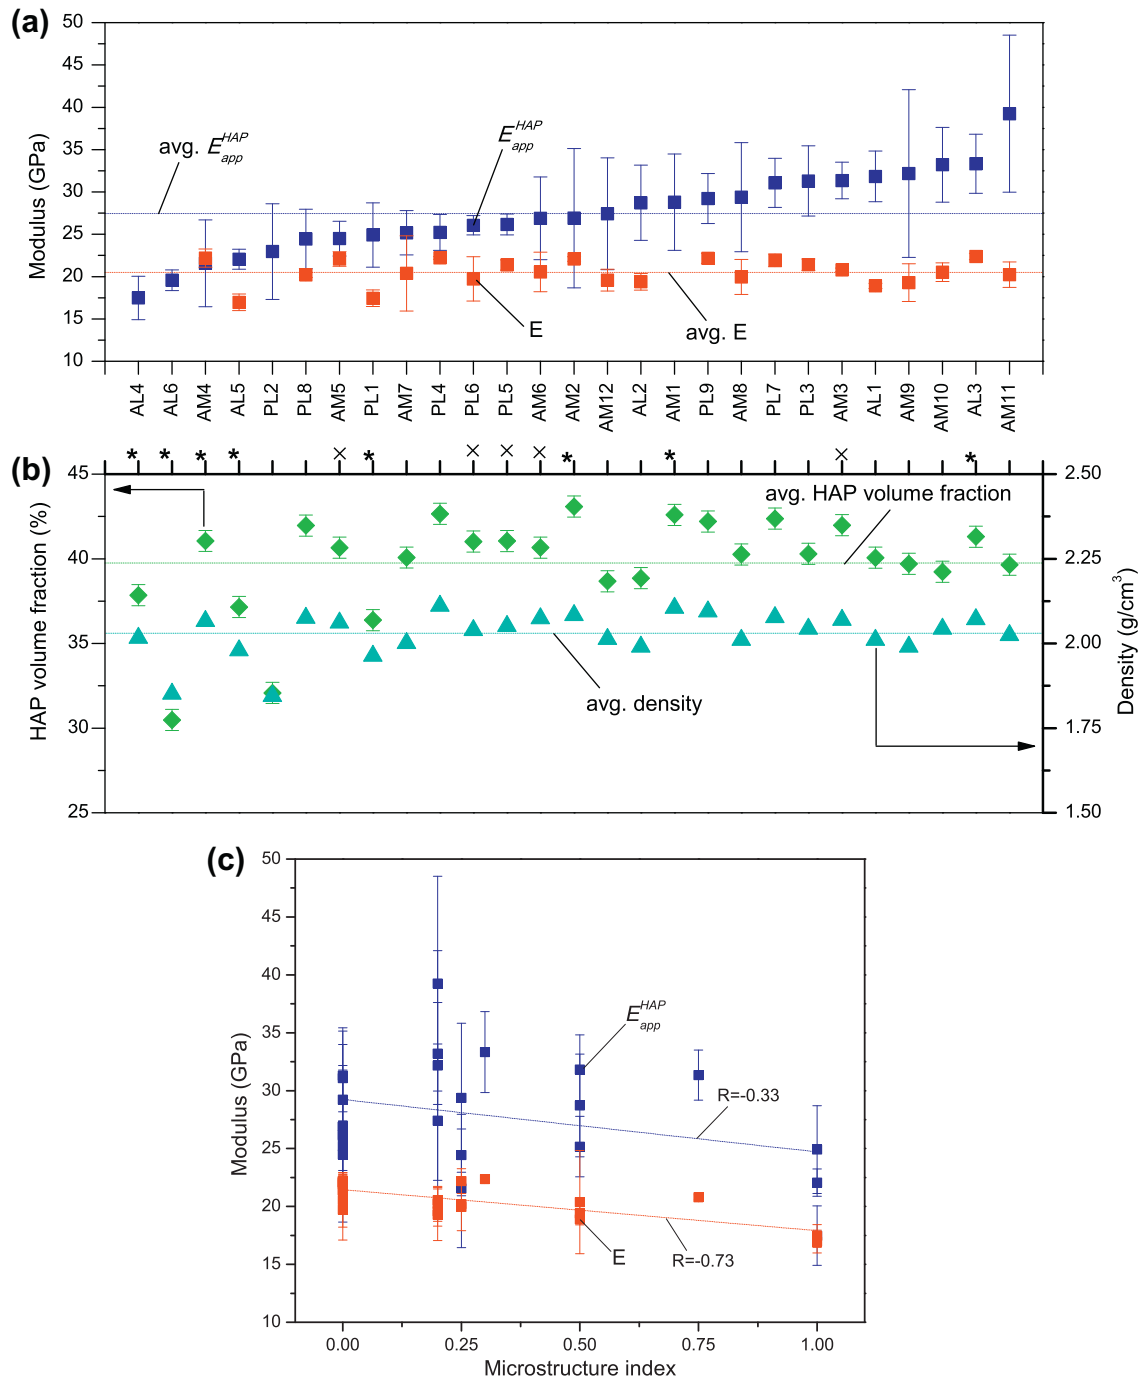 (a)
50
45
40
35
30
25
20
15
10
Modulus (GPa)
avg. E_app^HAP
E_app^HAP
E
avg. E
AL4 AL6 AM4 AL5 PL2 PL8 AM5 PL1 AM7 PL4 PL6 PL5 AM6 AM2 AM12 AL2 AM1 PL9 AM8 PL7 PL3 AM3 AL1 AM9 AM10 AL3 AM11
* * * * × * × × × * * × *
(b)
45
40
35
30
25
HAP volume fraction (%)
avg. HAP volume fraction
avg. density
2.50
2.25
2.00
1.75
1.50
Density (g/cm³)
(c)
50
45
40
35
30
25
20
15
10
Modulus (GPa)
E_app^HAP
R=-0.33
E
R=-0.73
0.00 0.25 0.50 0.75 1.00
Microstructure index